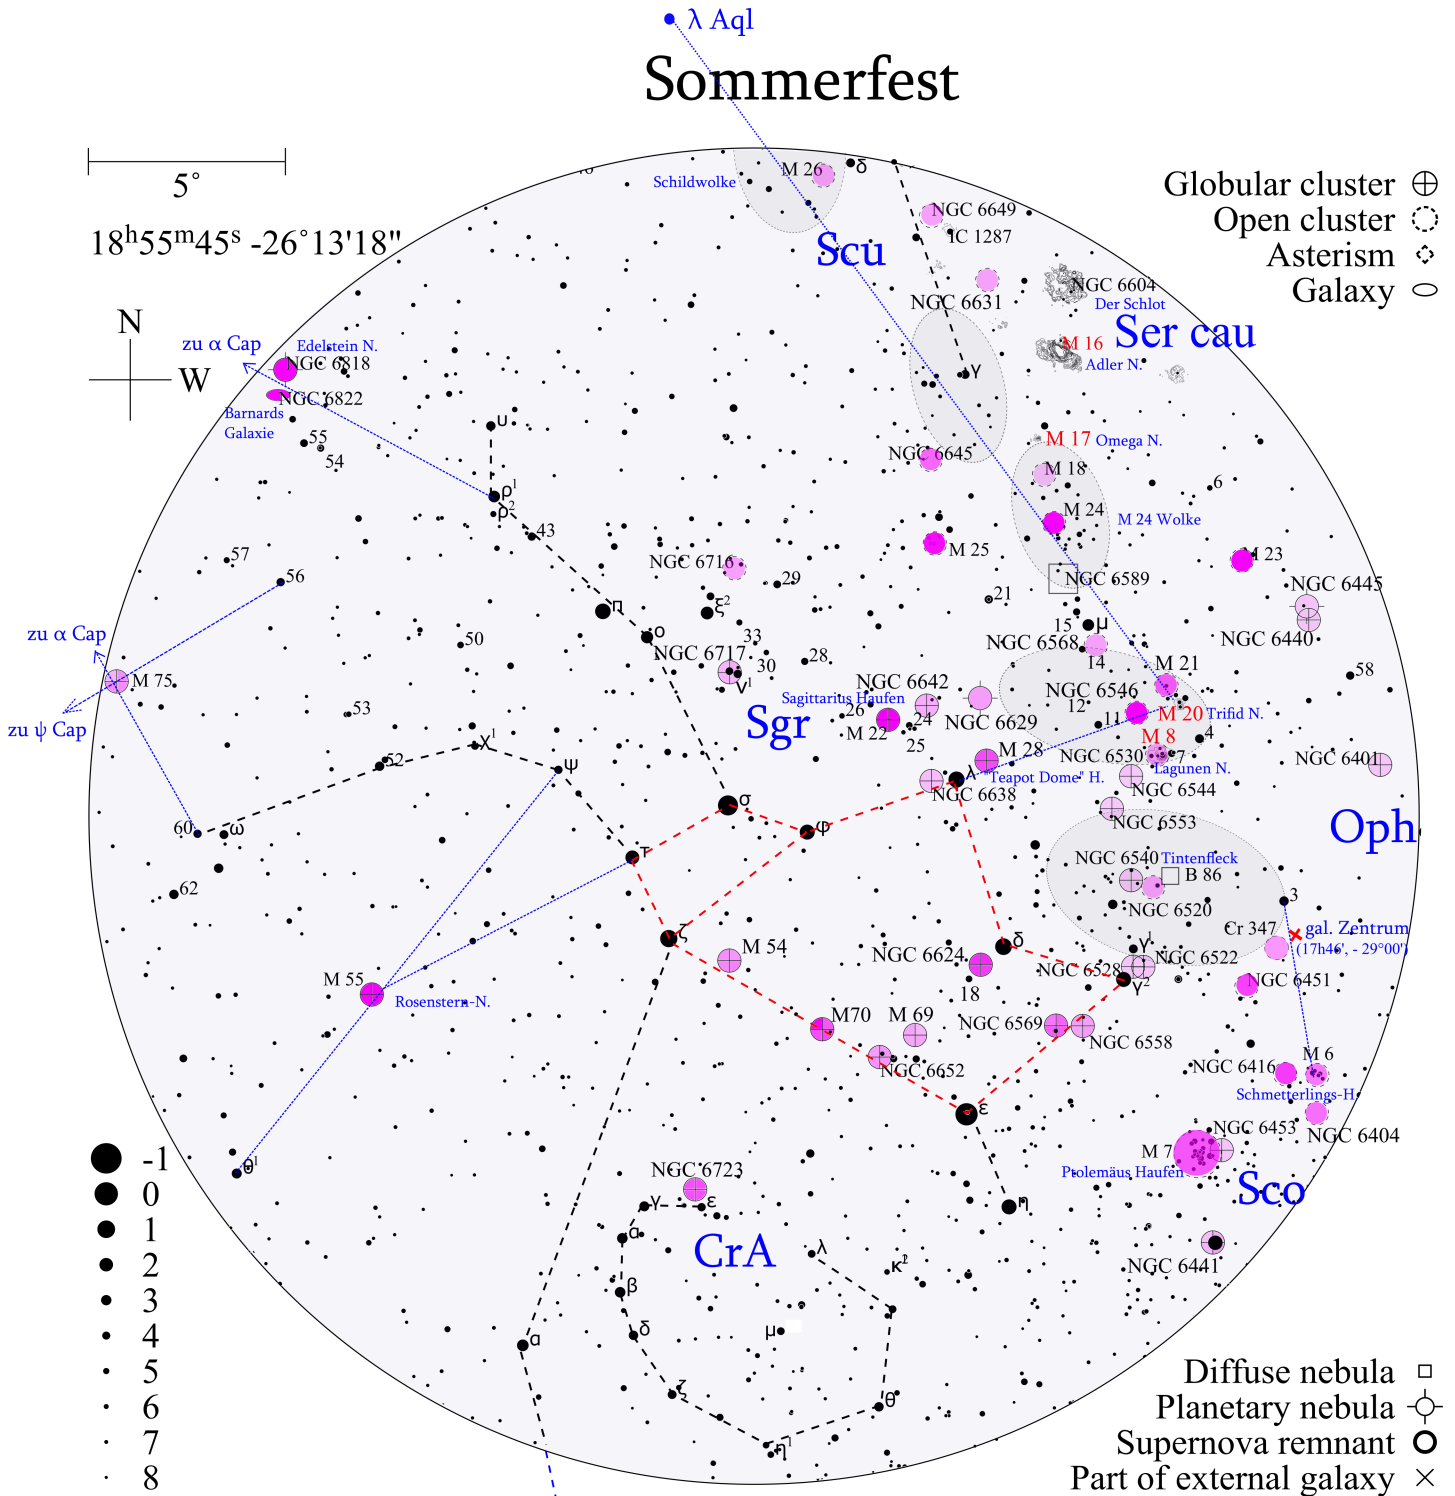 λ Aql
Sommerfest
5°
18h55m45s -26°13'18"
N
W
Globular cluster
Open cluster
Asterism
Galaxy
M 26
δ
Schildwolke
NGC 6649
IC 1287
Scu
NGC 6604
Der Schlot
NGC 6631
Ser cau
zu α Cap
Edelstein N.
NGC 6818
M 16
Adler N.
γ
NGC 6822
Barnards
Galaxie
υ
55
54
M 17 Omega N.
NGC 6645
M 18
6
ρ1
ρ2
M 24
M 24 Wolke
43
M 25
M 23
57
56
NGC 6716
29
NGC 6589
NGC 6445
21
π
ξ2
15
μ
NGC 6440
zu α Cap
50
ο
33
NGC 6568
14
NGC 6717
30
28
M 21
58
M 75
ν1
NGC 6642
NGC 6546
Sagittarius Haufen
12
M 20 Trifid N.
53
Sgr
26
24
NGC 6629
11
zu ψ Cap
M 22
25
M 8
4
χ1
M 28
NGC 6530
7
52
ψ
λ
"Teapot Dome" H.
Lagunen N.
NGC 6401
NGC 6638
NGC 6544
σ
NGC 6553
60
ω
φ
Oph
τ
NGC 6540
Tintenfleck
B 86
62
3
NGC 6520
ζ
Cr 347
gal. Zentrum
(17h46', - 29°00')
M 54
NGC 6624
δ
γ1
NGC 6522
NGC 6528
M 55
Rosenstern-N.
18
γ2
NGC 6451
M70
M 69
NGC 6569
NGC 6558
NGC 6652
NGC 6416
M 6
Schmetterlings-H.
ε
NGC 6404
NGC 6453
M 7
Ptolemäus Haufen
θ1
NGC 6723
Sco
γ
ε
η
α
CrA
λ
κ2
NGC 6441
β
δ
μ
α
ζ
θ
η1
-1
0
1
2
3
4
5
6
7
8
Diffuse nebula
Planetary nebula
Supernova remnant
Part of external galaxy